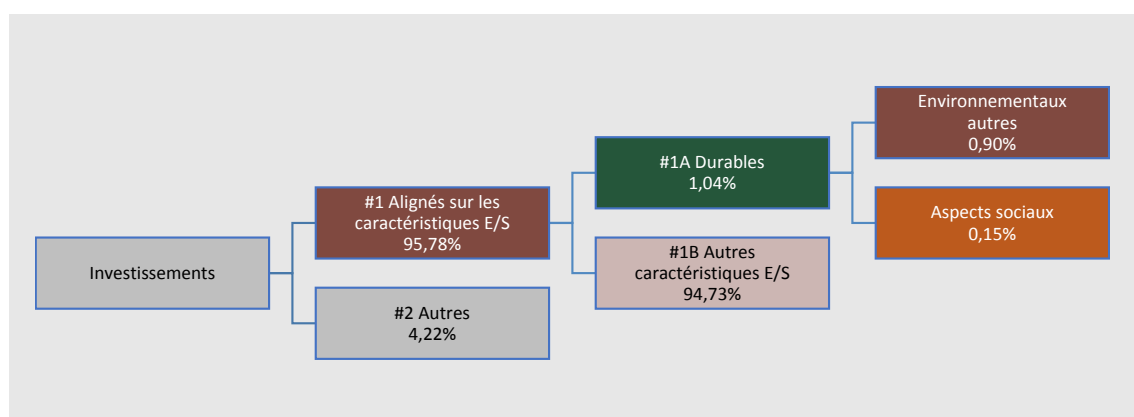 Investissements
#1 Alignés sur les
caractéristiques E/S
95,78%
#2 Autres
4,22%
#1A Durables
1,04%
#1B Autres
caractéristiques E/S
94,73%
Environnementaux
autres
0,90%
Aspects sociaux
0,15%